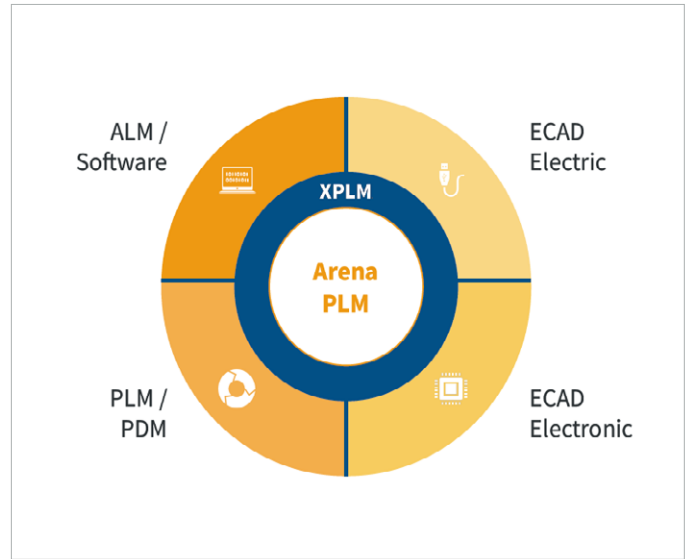 ALM /
Software
ECAD
Electric
XPLM
Arena
PLM
PLM /
PDM
ECAD
Electronic